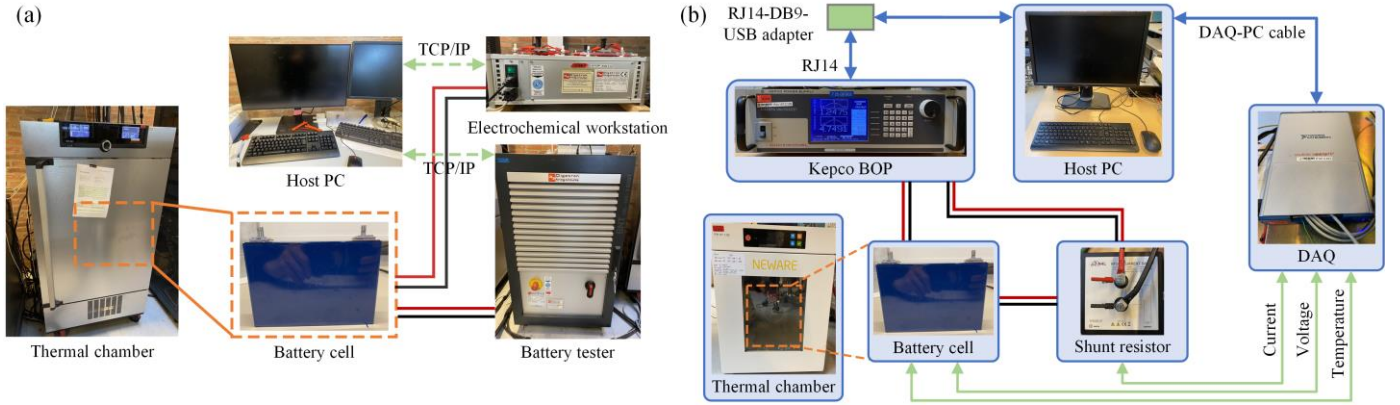 (a)
TCP/IP
Electrochemical workstation
TCP/IP
Host PC
Thermal chamber
Battery cell
Battery tester
(b)
RJ14-DB9-
USB adapter
RJ14
DAQ-PC cable
Kepco BOP
Host PC
DAQ
NEWARE
Thermal chamber
Battery cell
Shunt resistor
Current
Voltage
Temperature